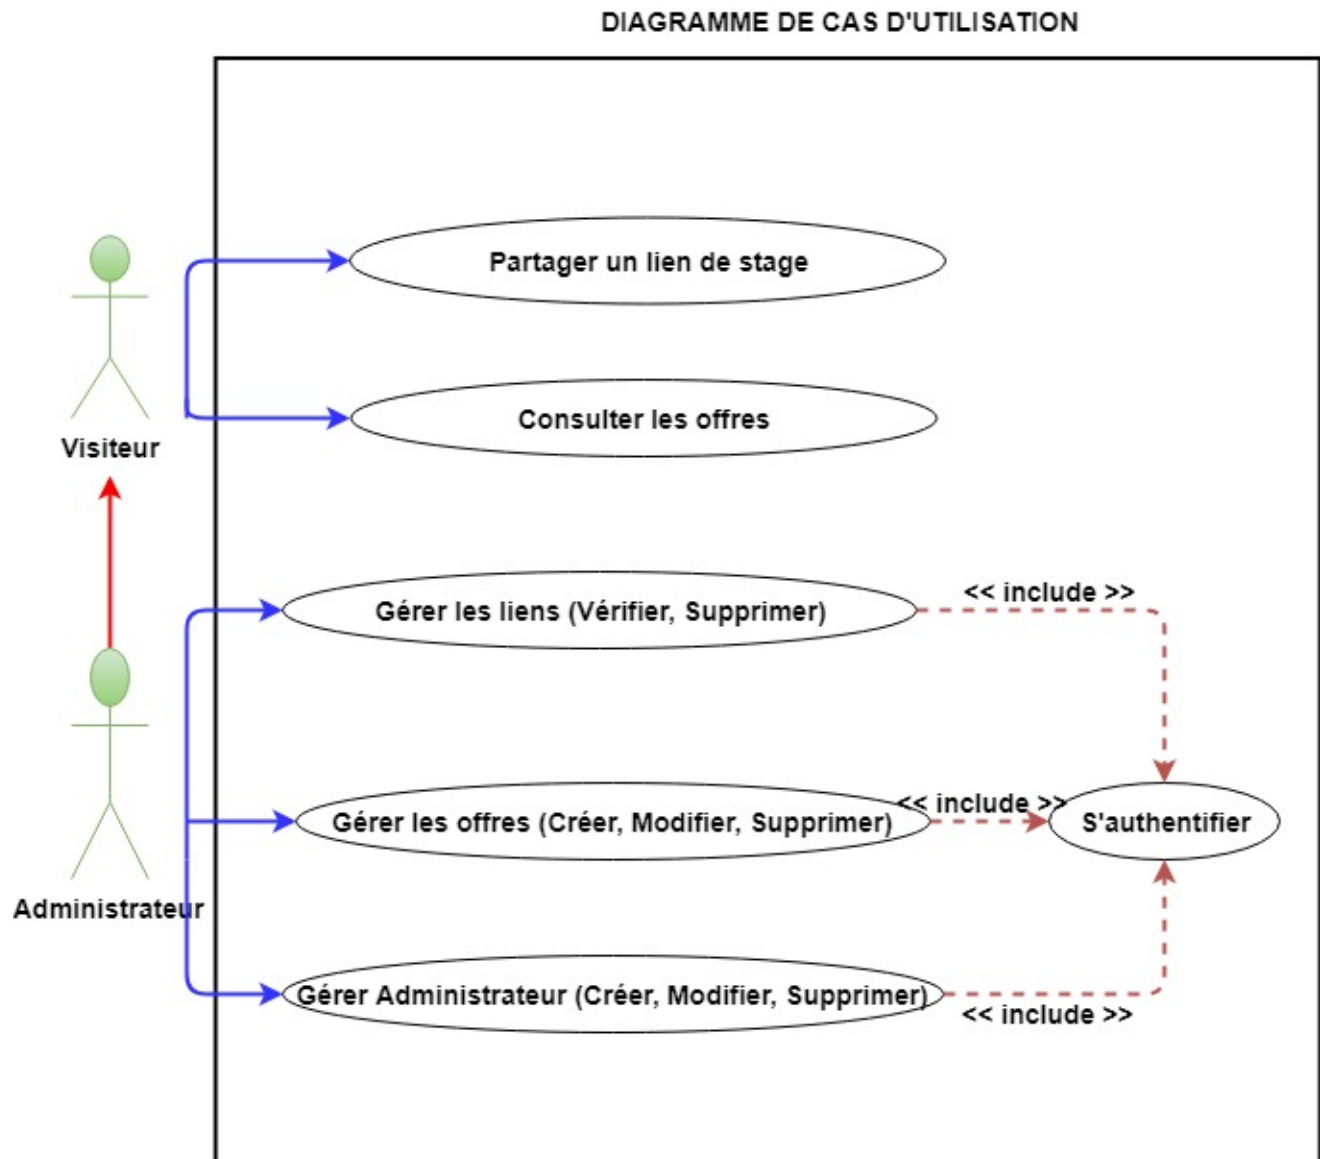 DIAGRAMME DE CAS D'UTILISATION
Partager un lien de stage
Consulter les offres
Visiteur
<< include >>
Gérer les liens (Vérifier, Supprimer)
<< include >>
Gérer les offres (Créer, Modifier, Supprimer)
S'authentifier
Administrateur
Gérer Administrateur (Créer, Modifier, Supprimer)
<< include >>